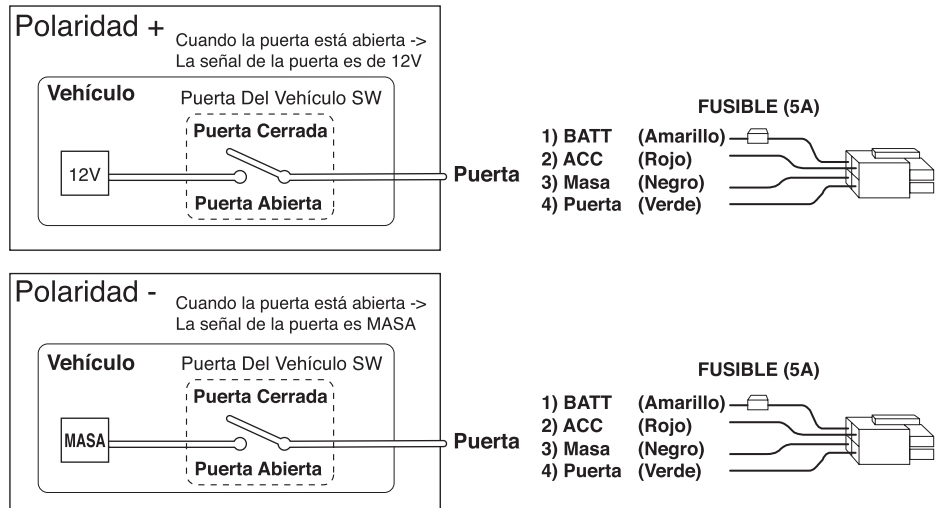 Polaridad +
Cuando la puerta está abierta ->
La señal de la puerta es de 12V
Vehículo
Puerta Del Vehículo SW
Puerta Cerrada
12V
Puerta Abierta
Puerta
FUSIBLE (5A)
1) BATT (Amarillo)
2) ACC (Rojo)
3) Masa (Negro)
4) Puerta (Verde)
Polaridad -
Cuando la puerta está abierta ->
La señal de la puerta es MASA
Vehículo
Puerta Del Vehículo SW
Puerta Cerrada
MASA
Puerta Abierta
Puerta
FUSIBLE (5A)
1) BATT (Amarillo)
2) ACC (Rojo)
3) Masa (Negro)
4) Puerta (Verde)